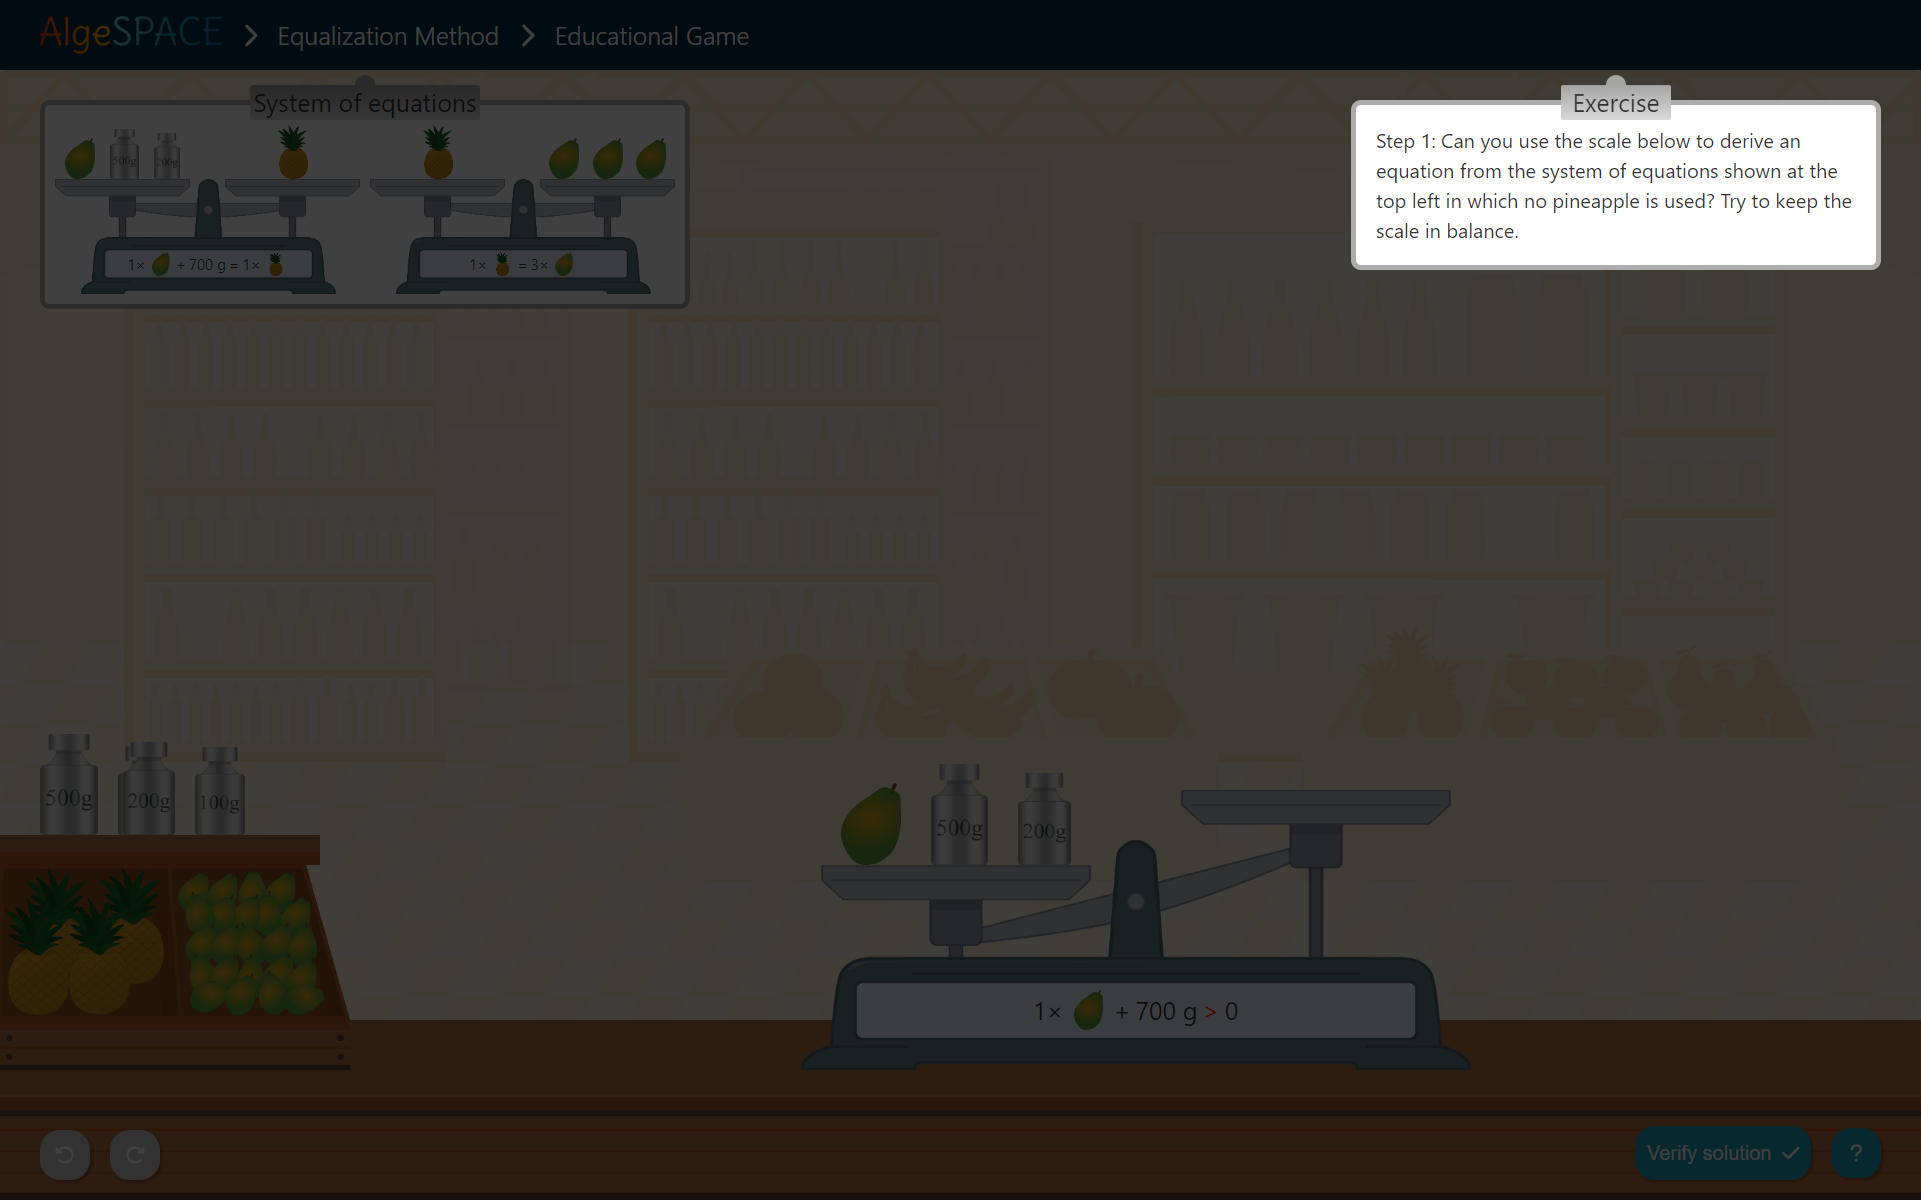 AlgeSPACE > Equalization Method > Educational Game
System of equations
500g 200g
1× + 700 g = 1×
1× = 3×
Exercise
Step 1: Can you use the scale below to derive an
equation from the system of equations shown at the
top left in which no pineapple is used? Try to keep the
scale in balance.
500g 200g 100g
500g 200g
1× + 700 g > 0
Verify solution ✓ ?